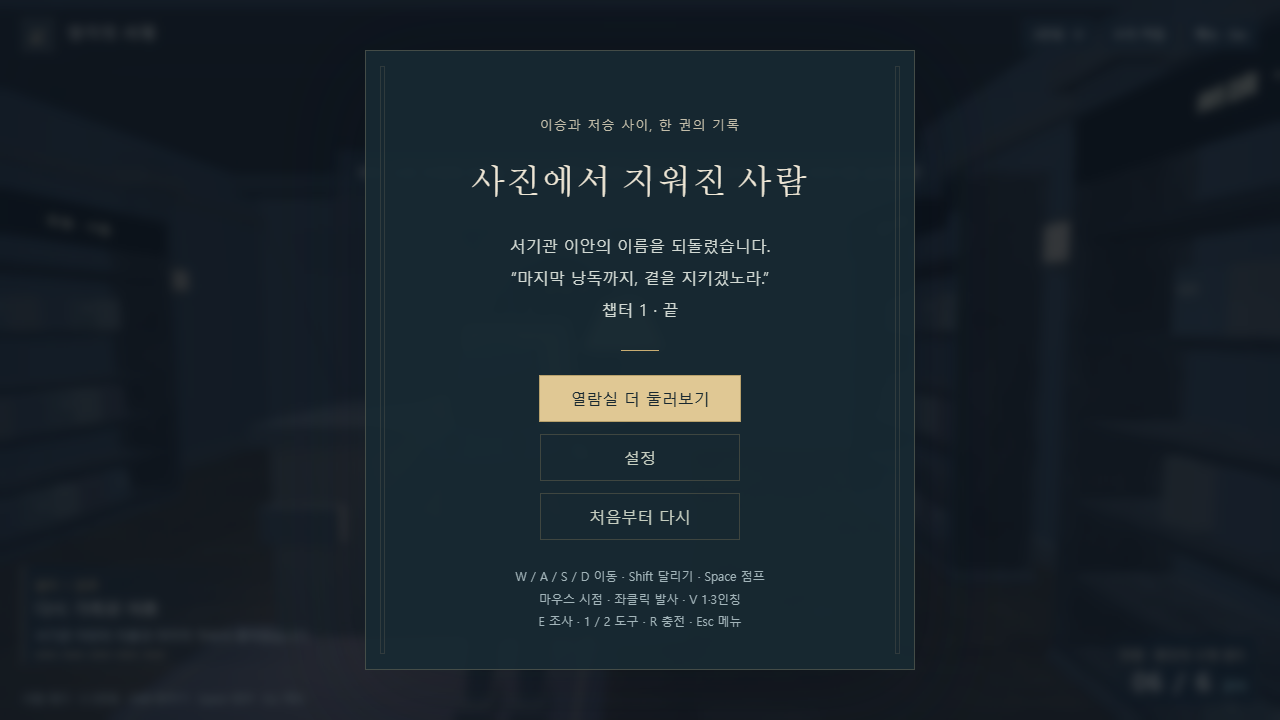 이승과 저승 사이, 한 권의 기록
사진에서 지워진 사람
서기관 이안의 이름을 되돌렸습니다.
“마지막 낭독까지, 곁을 지키겠노라.”
챕터 1 · 끝
열람실 더 둘러보기
설정
처음부터 다시
W / A / S / D 이동 · Shift 달리기 · Space 점프
마우스 시점 · 좌클릭 발사 · V 1·3인칭
E 조사 · 1 / 2 도구 · R 충전 · Esc 메뉴